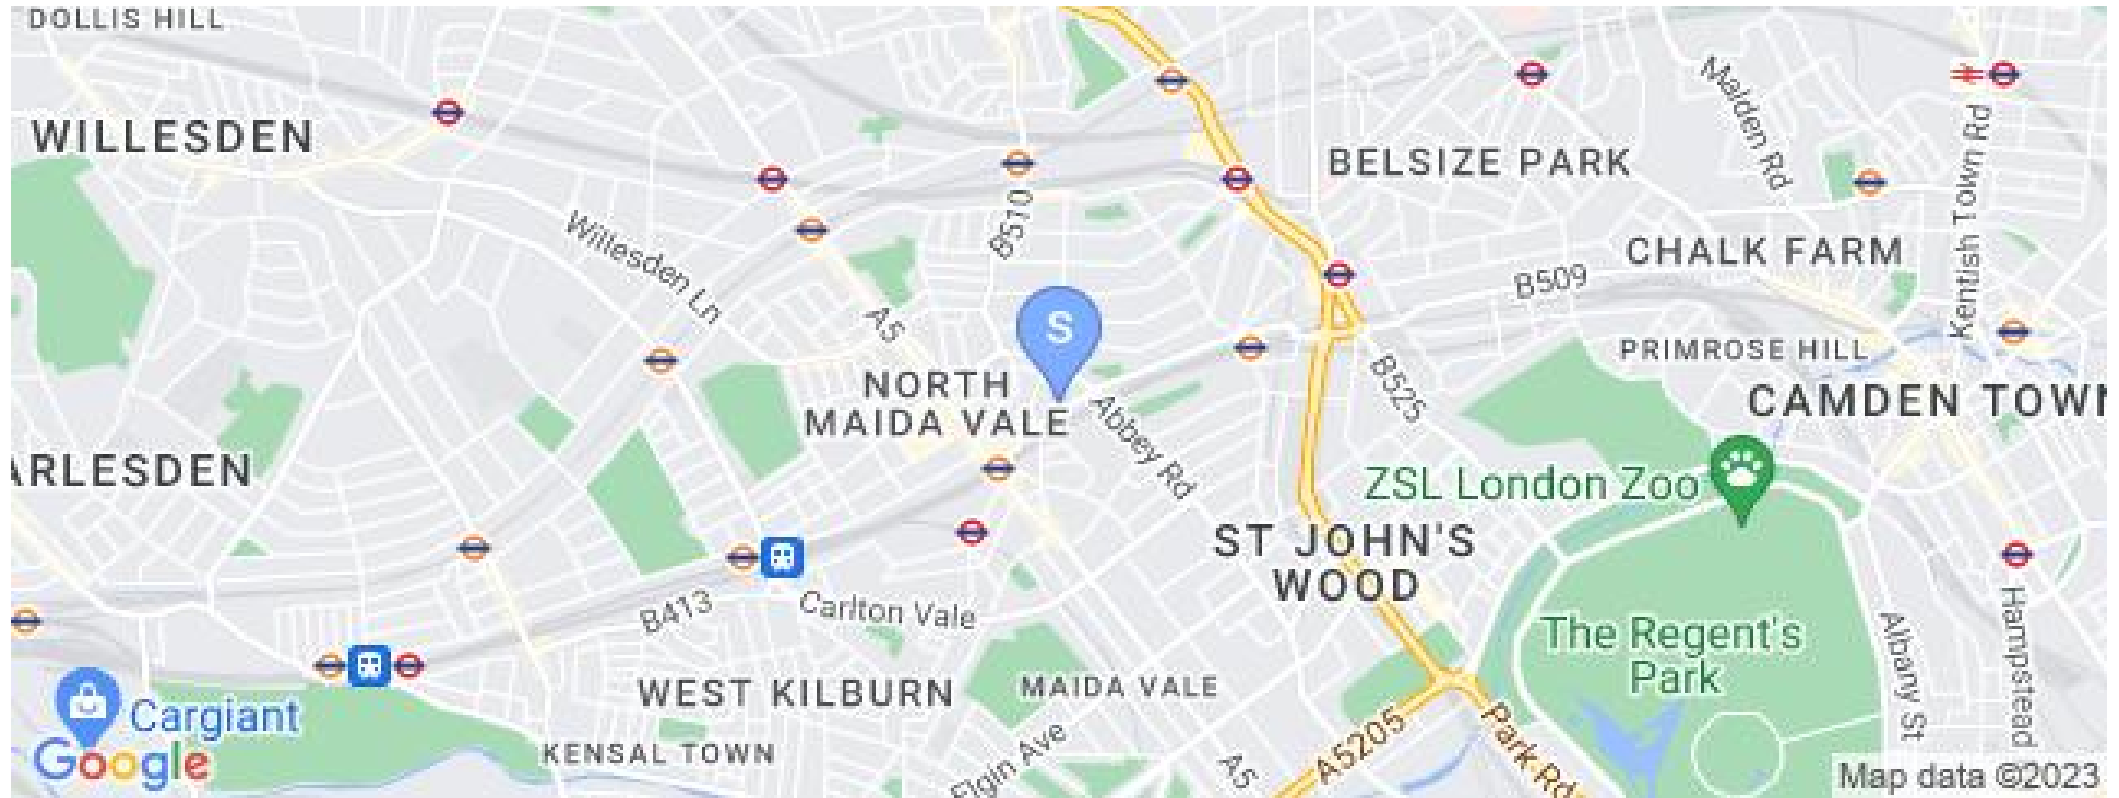 DOLLIS HILL
WILLESDEN
Malden Rd
Kentish Town Rd
BELSIZE PARK
B510
Willesden Ln
CHALK FARM
B509
A5
S
PRIMROSE HILL
NORTH
MAIDA VALE
Abbey Rd
B525
CAMDEN TOWN
ARLESDEN
ZSL London Zoo
ST JOHN'S
WOOD
B413
Carlton Vale
The Regent's
Park
Albany St
Hampstead
WEST KILBURN
MAIDA VALE
Cargiant
Google
KENSAL TOWN
Elgin Ave
A5
A5205
Park Rd
Map data ©2023